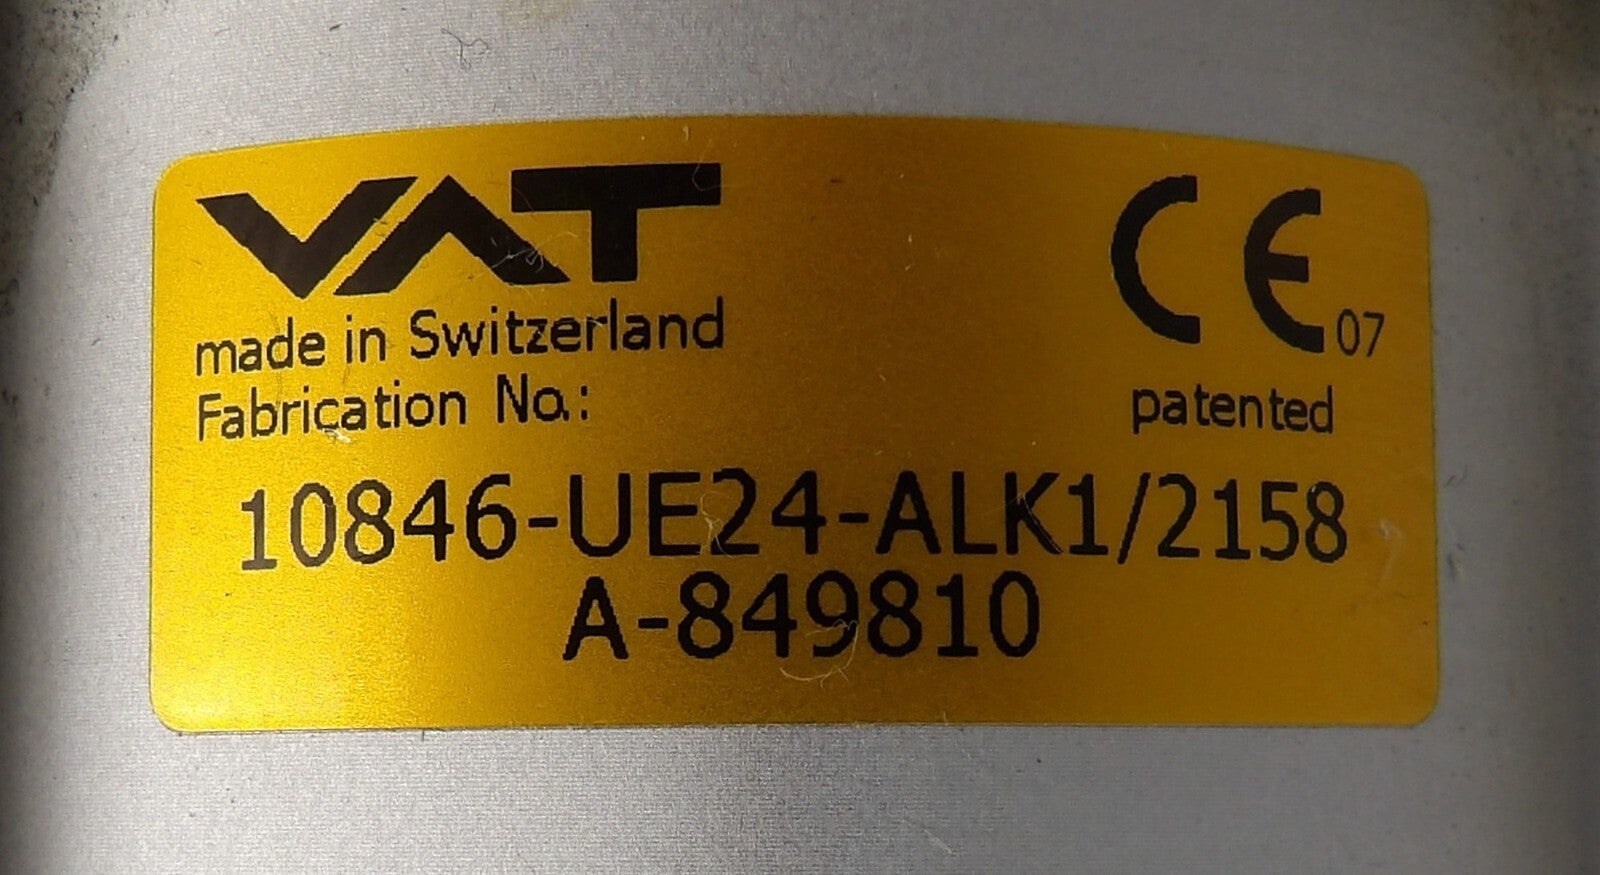 VAT
CE 07
made in Switzerland
Fabrication No.:
patented
10846-UE24-ALK1/2158
A-849810